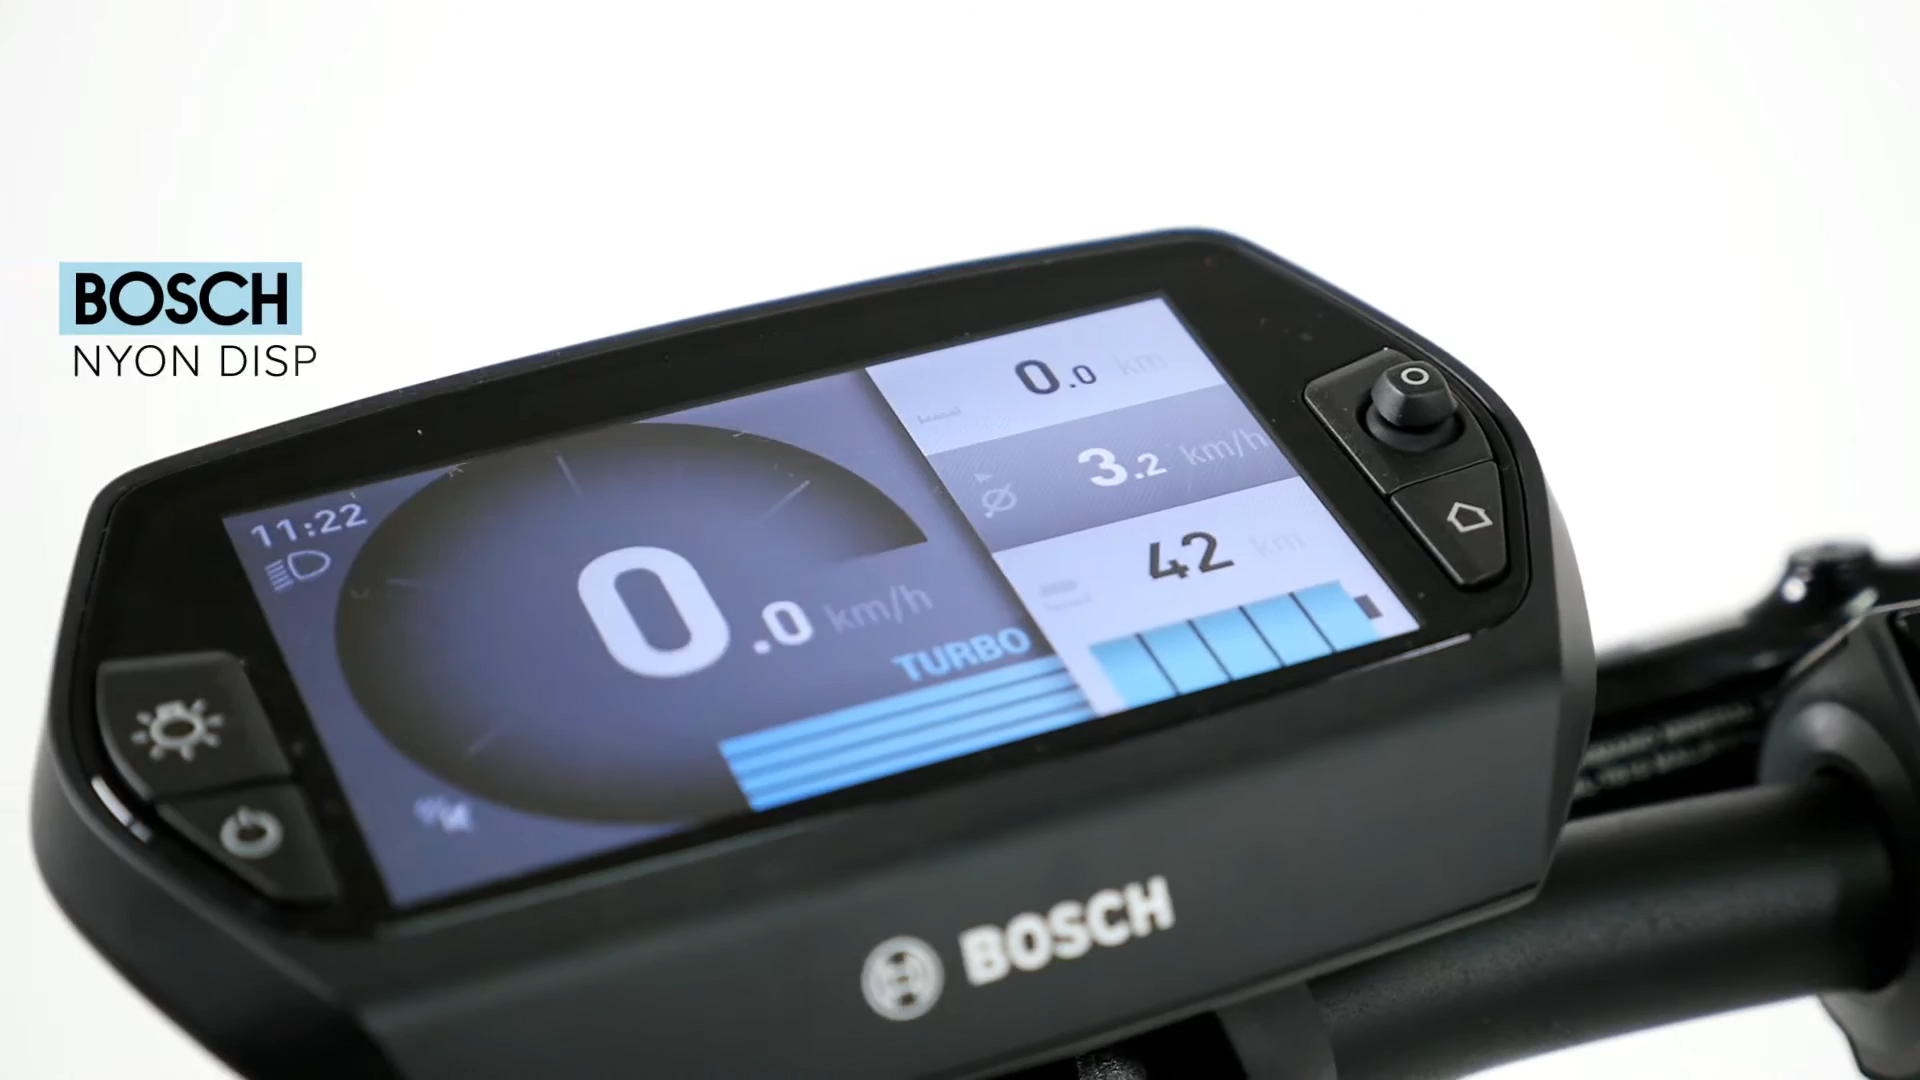 BOSCH
NYON DISP
11:22
0.0 km/h
TURBO
0.0 km
3.2 km/h
42 km
BOSCH